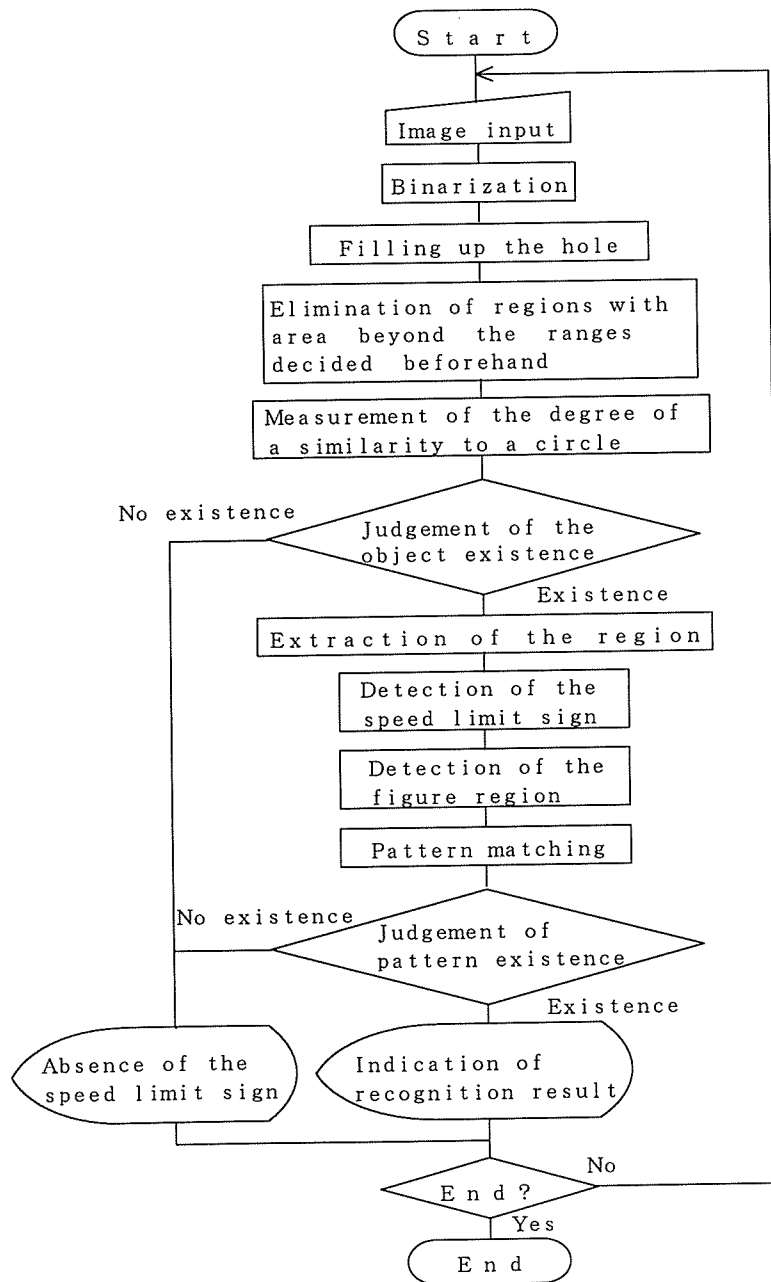 Start
Image input
Binarization
Filling up the hole
Elimination of regions with
area beyond the ranges
decided beforehand
Measurement of the degree of
a similarity to a circle
No existence
Judgement of the
object existence
Existence
Extraction of the region
Detection of the
speed limit sign
Detection of the
figure region
Pattern matching
No existence
Judgement of
pattern existence
Existence
Absence of the
speed limit sign
Indication of
recognition result
No
End?
Yes
End